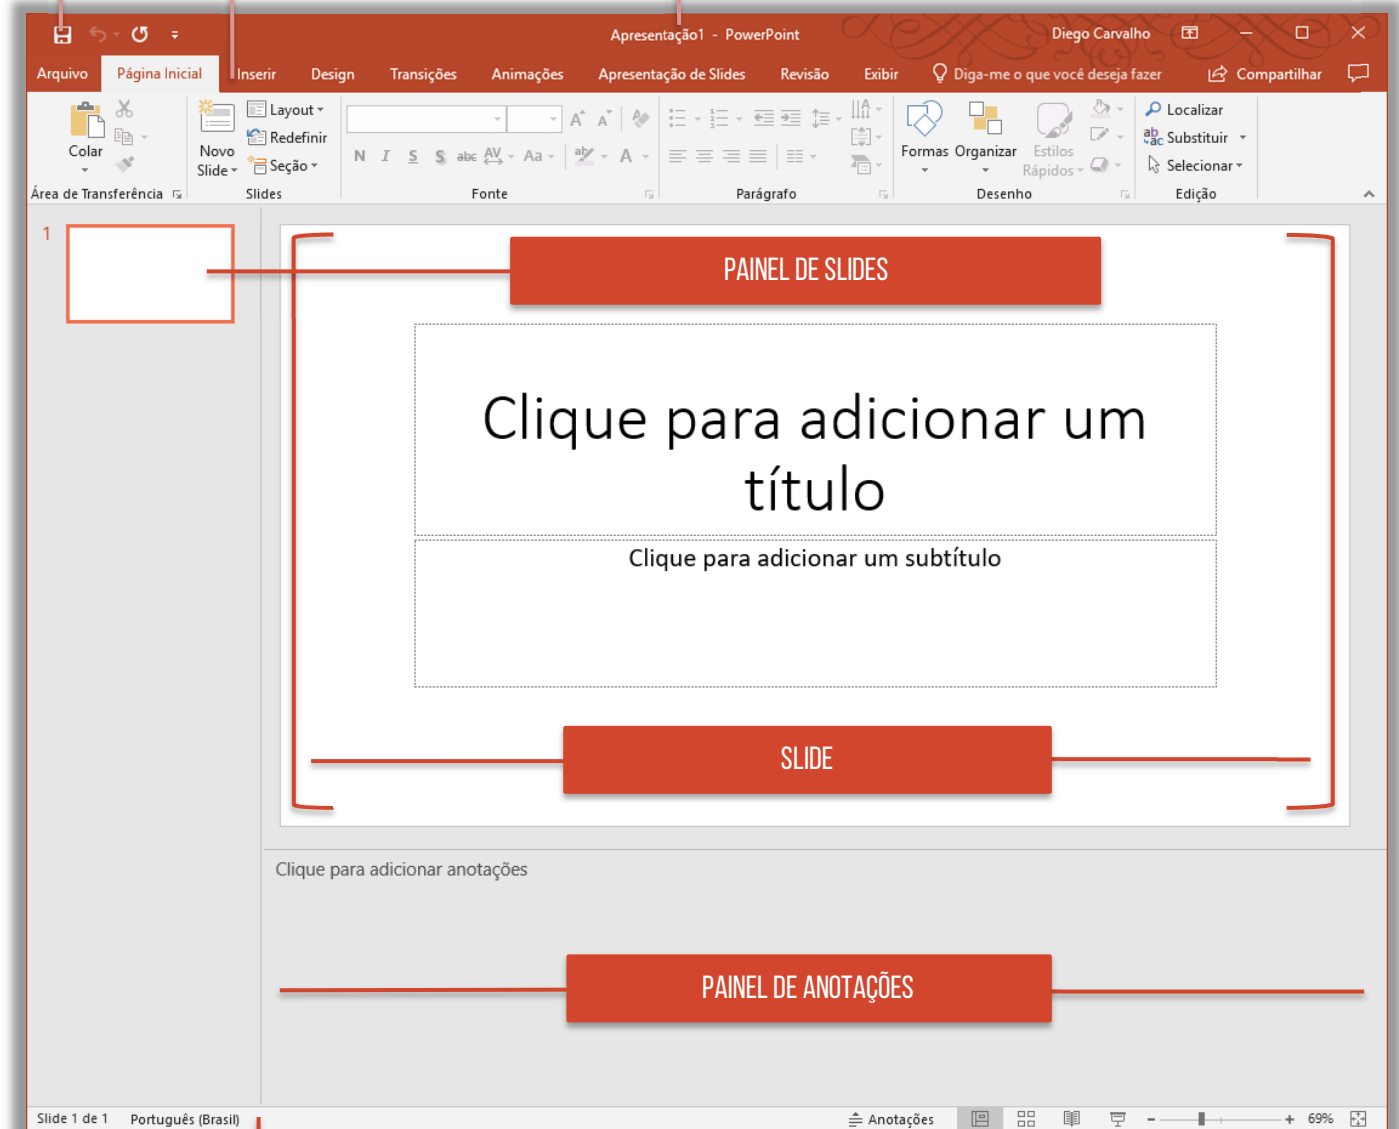 Apresentação1 - PowerPoint
Diego Carvalho
Arquivo
Página Inicial
Inserir
Design
Transições
Animações
Apresentação de Slides
Revisão
Exibir
Diga-me o que você deseja fazer
Compartilhar
Colar
Área de Transferência
Novo
Slide
Layout
Redefinir
Seção
Slides
N I S S abc AV Aa A
Fonte
Parágrafo
Formas
Organizar
Estilos
Rápidos
Desenho
Localizar
Substituir
Selecionar
Edição
1
PAINEL DE SLIDES
Clique para adicionar um
título
Clique para adicionar um subtítulo
SLIDE
Clique para adicionar anotações
PAINEL DE ANOTAÇÕES
Slide 1 de 1
Português (Brasil)
Anotações
69%